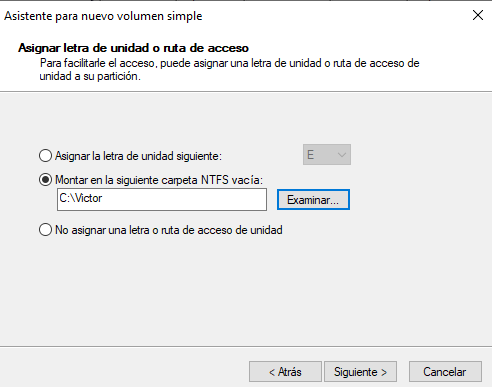 Asistente para nuevo volumen simple
Asignar letra de unidad o ruta de acceso
Para facilitarle el acceso, puede asignar una letra de unidad o ruta de acceso de
unidad a su partición.
Asignar la letra de unidad siguiente:
E
Montar en la siguiente carpeta NTFS vacía:
C:\Victor
Examinar...
No asignar una letra o ruta de acceso de unidad
< Atrás
Siguiente >
Cancelar